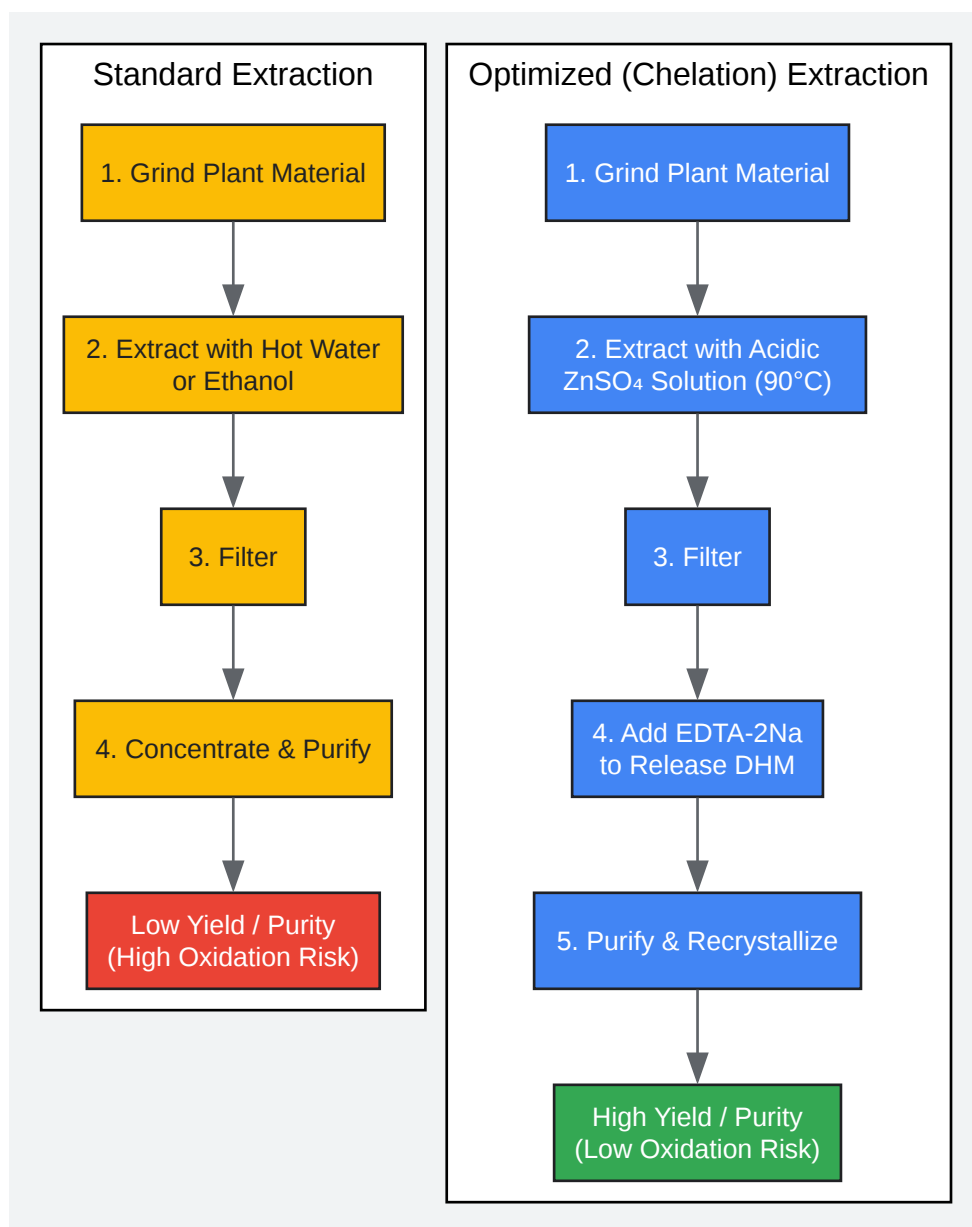 Standard Extraction
1. Grind Plant Material
2. Extract with Hot Water
or Ethanol
3. Filter
4. Concentrate & Purify
Low Yield / Purity
(High Oxidation Risk)
Optimized (Chelation) Extraction
1. Grind Plant Material
2. Extract with Acidic
ZnSO₄ Solution (90°C)
3. Filter
4. Add EDTA-2Na
to Release DHM
5. Purify & Recrystallize
High Yield / Purity
(Low Oxidation Risk)